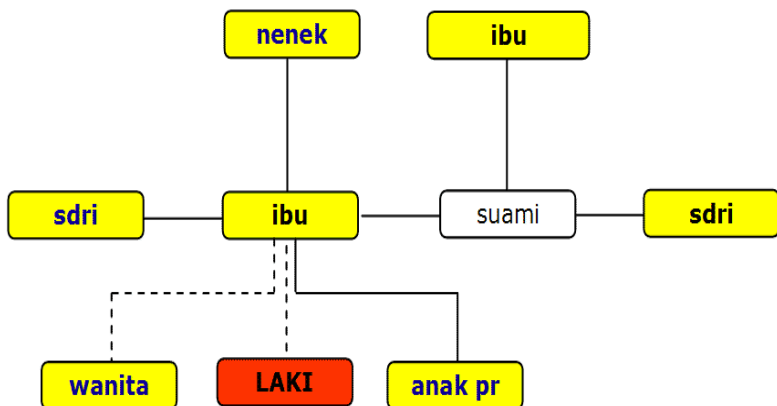 nenek
ibu
sdri
ibu
suami
sdri
wanita
LAKI
anak pr